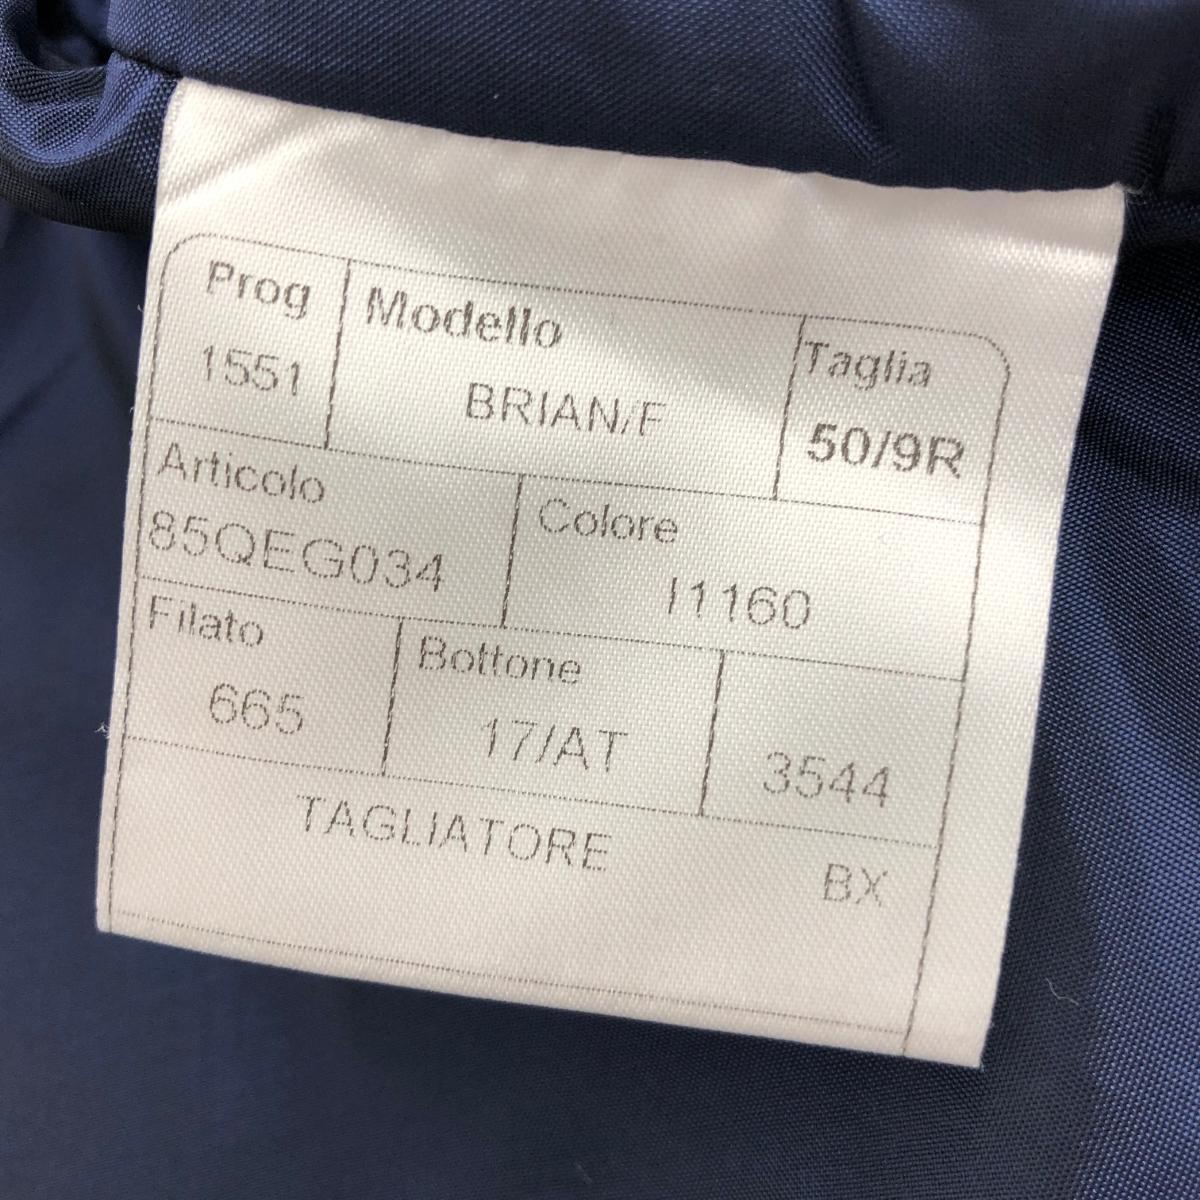 Prog Modello Taglia
1551 BRIAN/F 50/9R
Articolo Colore
85QEG034 I1160
Filato Bottone
665 17/AT 3544
TAGLIATORE BX